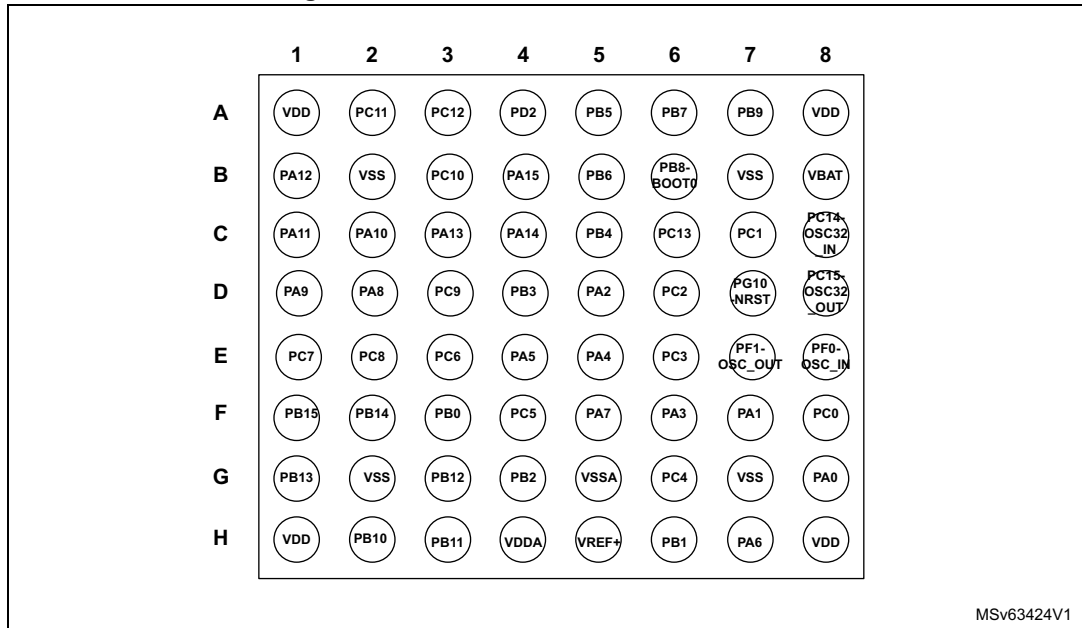 1 2 3 4 5 6 7 8
A VDD PC11 PC12 PD2 PB5 PB7 PB9 VDD
B PA12 VSS PC10 PA15 PB6 PB8-BOOT0 VSS VBAT
C PA11 PA10 PA13 PA14 PB4 PC13 PC1 PC14-OSC32_IN
D PA9 PA8 PC9 PB3 PA2 PC2 PG10-NRST PC15-OSC32_OUT
E PC7 PC8 PC6 PA5 PA4 PC3 PF1-OSC_OUT PF0-OSC_IN
F PB15 PB14 PB0 PC5 PA7 PA3 PA1 PC0
G PB13 VSS PB12 PB2 VSSA PC4 VSS PA0
H VDD PB10 PB11 VDDA VREF+ PB1 PA6 VDD
MSv63424V1